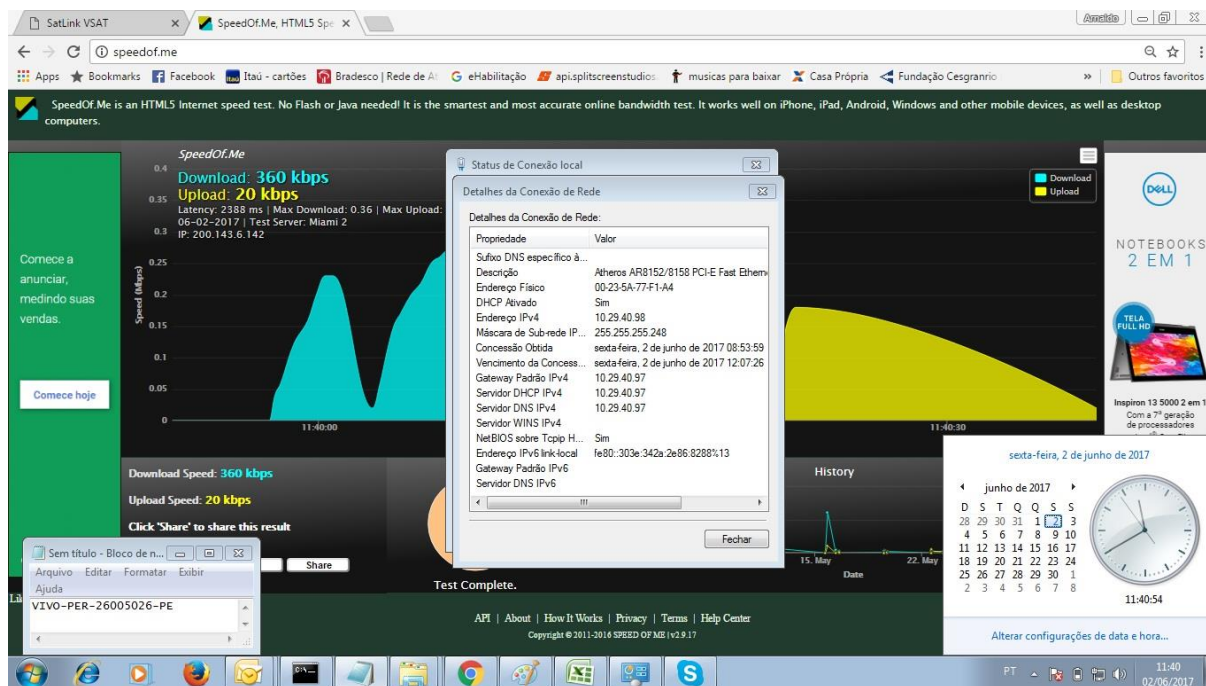 SatLink VSAT
SpeedOf.Me, HTML5 Spe
Arnaldo
speedof.me
Apps
Bookmarks
Facebook
Itaú - cartões
Bradesco | Rede de A
eHabilitação
api.splitscreenstudios.
musicas para baixar
Casa Própria
Fundação Cesgranrio
»
Outros favoritos
SpeedOf.Me is an HTML5 Internet speed test. No Flash or Java needed! It is the smartest and most accurate online bandwidth test. It works well on iPhone, iPad, Android, Windows and other mobile devices, as well as desktop
computers.
Comece a
anunciar,
medindo suas
vendas.
Comece hoje
SpeedOf.Me
Download: 360 kbps
Upload: 20 kbps
Latency: 2388 ms | Max Download: 0.36 | Max Upload:
06-02-2017 | Test Server: Miami 2
IP: 200.143.6.142
Speed (Mbps)
0.4
0.35
0.3
0.25
0.2
0.15
0.1
0.05
0
11:40:00
11:40:30
Download
Upload
Status de Conexão local
Detalhes da Conexão de Rede
Detalhes da Conexão de Rede:
Propriedade Valor
Sufixo DNS específico à...
Descrição Atheros AR8152/8158 PCI-E Fast Ethern
Endereço Físico 00-23-5A-77-F1-A4
DHCP Ativado Sim
Endereço IPv4 10.29.40.98
Máscara de Sub-rede IP... 255.255.255.248
Concessão Obtida sexta-feira, 2 de junho de 2017 08:53:59
Vencimento da Concess... sexta-feira, 2 de junho de 2017 12:07:26
Gateway Padrão IPv4 10.29.40.97
Servidor DHCP IPv4 10.29.40.97
Servidor DNS IPv4 10.29.40.97
Servidor WINS IPv4
NetBIOS sobre Tcpip H... Sim
Endereço IPv6 link-local fe80::303e:342a:2e86:8288%13
Gateway Padrão IPv6
Servidor DNS IPv6
Fechar
DELL
NOTEBOOKS
2 EM 1
TELA
FULL HD
Inspiron 13 5000 2 em 1
Com a 7ª geração
de processadores
Download Speed: 360 kbps
Upload Speed: 20 kbps
Click 'Share' to share this result
Share
Test Complete.
History
15. May
22. May
Date
Sem título - Bloco de n...
Arquivo Editar Formatar Exibir
Ajuda
VIVO-PER-26005026-PE
API | About | How It Works | Privacy | Terms | Help Center
Copyright © 2011-2016 SPEED OF ME | v2.9.17
sexta-feira, 2 de junho de 2017
junho de 2017
D S T Q Q S S
28 29 30 31 1 2 3
4 5 6 7 8 9 10
11 12 13 14 15 16 17
18 19 20 21 22 23 24
25 26 27 28 29 30 1
2 3 4 5 6 7 8
11:40:54
Alterar configurações de data e hora...
PT
11:40
02/06/2017